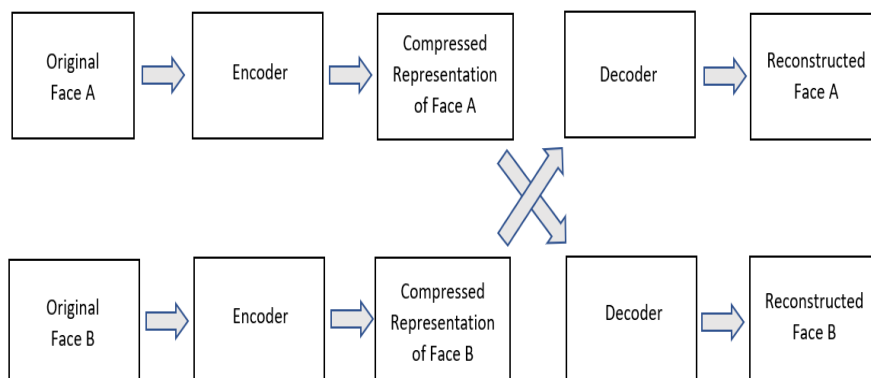 Original
Face A
Encoder
Compressed
Representation
of Face A
Decoder
Reconstructed
Face A
Original
Face B
Encoder
Compressed
Representation
of Face B
Decoder
Reconstructed
Face B